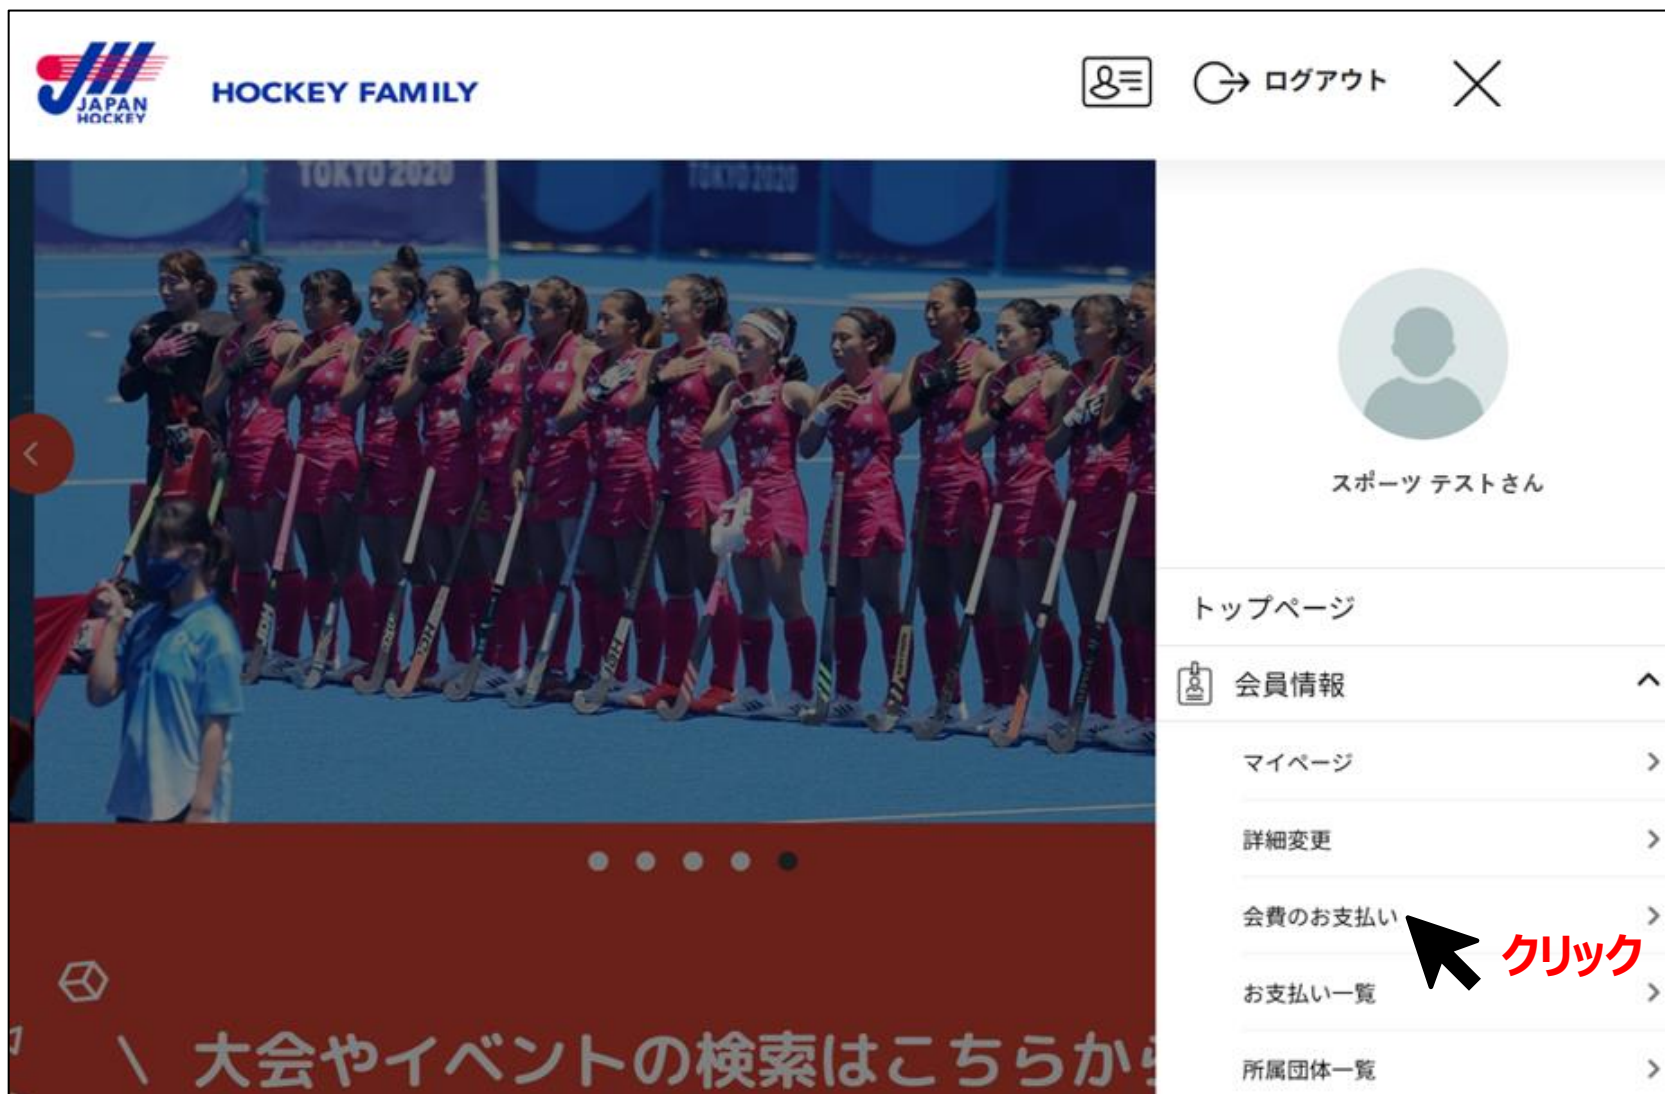 JAPAN
HOCKEY
HOCKEY FAMILY
ログアウト
TOKYO 2020
TOKYO 2020
スポーツ テストさん
トップページ
会員情報
マイページ
詳細変更
会費のお支払い
クリック
お支払い一覧
所属団体一覧
\ 大会やイベントの検索はこちらから